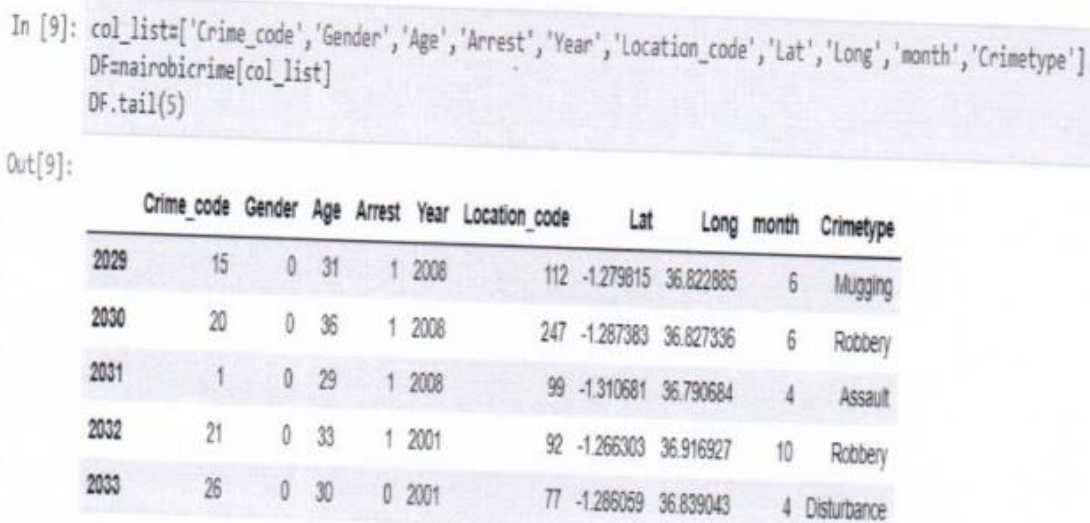 In [9]: col_list=['Crime_code','Gender','Age','Arrest','Year','Location_code','Lat','Long','month','Crimetype']
DF=nairobicrime[col_list]
DF.tail(5)
Out[9]:
Crime_code Gender Age Arrest Year Location_code Lat Long month Crimetype
2029 15 0 31 1 2008 112 -1.279815 36.822885 6 Mugging
2030 20 0 36 1 2008 247 -1.287383 36.827336 6 Robbery
2031 1 0 29 1 2008 99 -1.310681 36.790684 4 Assault
2032 21 0 33 1 2001 92 -1.266303 36.916927 10 Robbery
2033 26 0 30 0 2001 77 -1.286059 36.839043 4 Disturbance